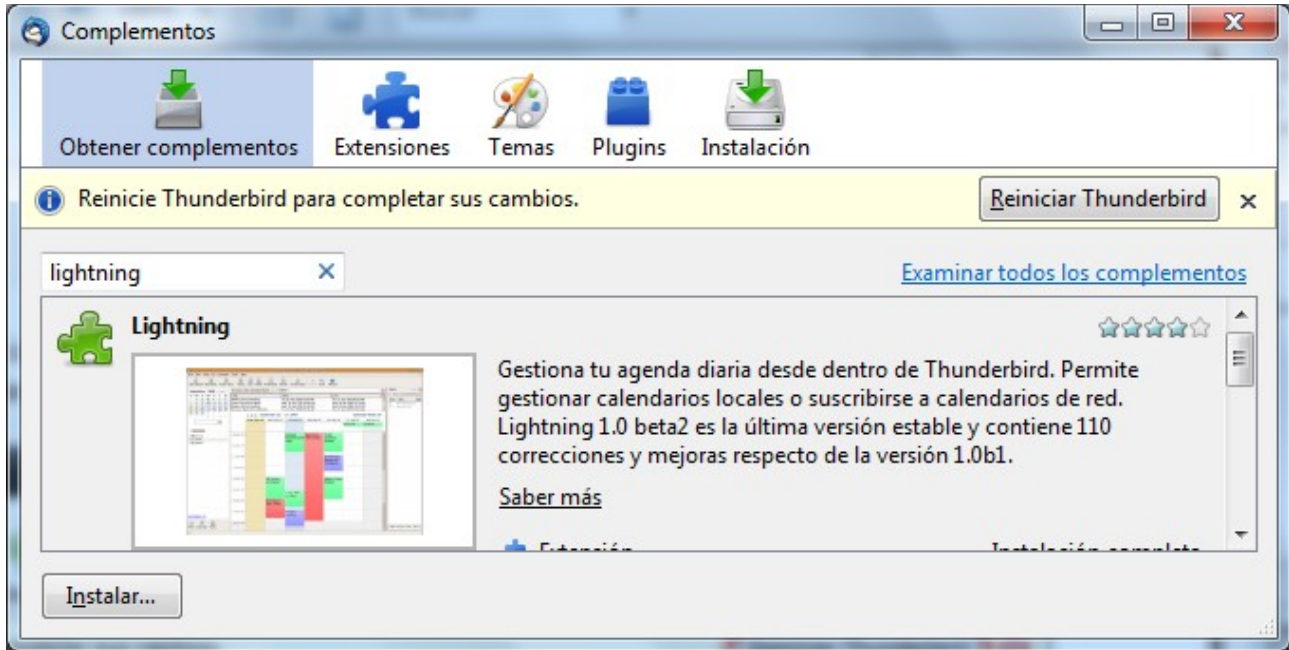 Complementos
Obtener complementos
Extensiones
Temas
Plugins
Instalación
Reinicie Thunderbird para completar sus cambios.
Reiniciar Thunderbird
lightning
Examinar todos los complementos
Lightning
Gestiona tu agenda diaria desde dentro de Thunderbird. Permite
gestionar calendarios locales o suscribirse a calendarios de red.
Lightning 1.0 beta2 es la última versión estable y contiene 110
correcciones y mejoras respecto de la versión 1.0b1.
Saber más
Extensión
Instalación completa
Instalar...